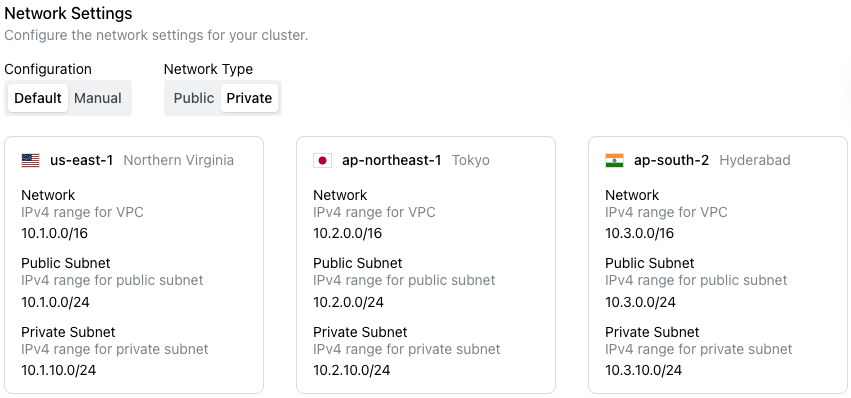 Network Settings
Configure the network settings for your cluster.
Configuration
Default Manual
Network Type
Public Private
us-east-1 Northern Virginia
Network
IPv4 range for VPC
10.1.0.0/16
Public Subnet
IPv4 range for public subnet
10.1.0.0/24
Private Subnet
IPv4 range for private subnet
10.1.10.0/24
ap-northeast-1 Tokyo
Network
IPv4 range for VPC
10.2.0.0/16
Public Subnet
IPv4 range for public subnet
10.2.0.0/24
Private Subnet
IPv4 range for private subnet
10.2.10.0/24
ap-south-2 Hyderabad
Network
IPv4 range for VPC
10.3.0.0/16
Public Subnet
IPv4 range for public subnet
10.3.0.0/24
Private Subnet
IPv4 range for private subnet
10.3.10.0/24